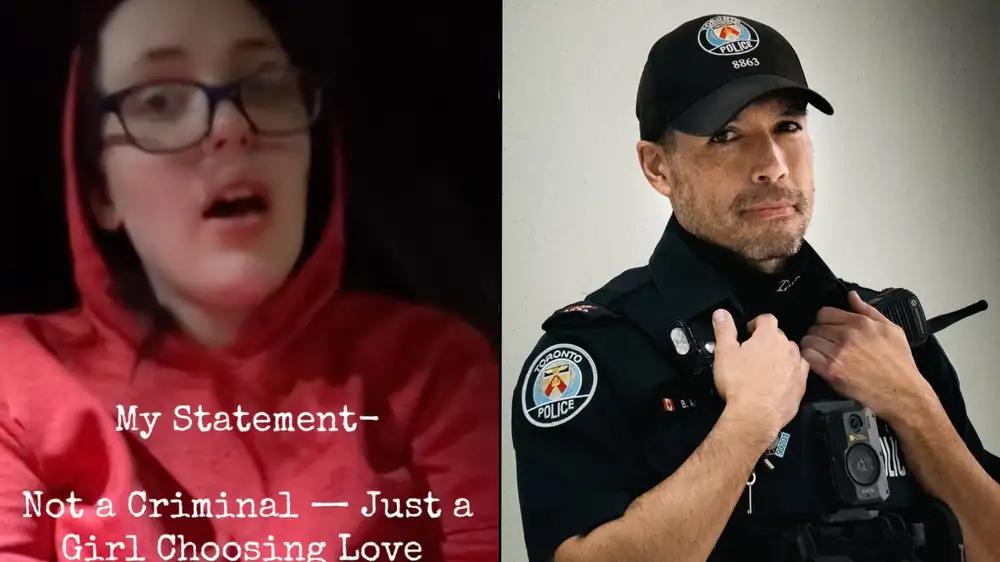 My Statement–
Not a Criminal — Just a
Girl Choosing Love
TORONTO
POLICE
8863
TORONTO
POLICE